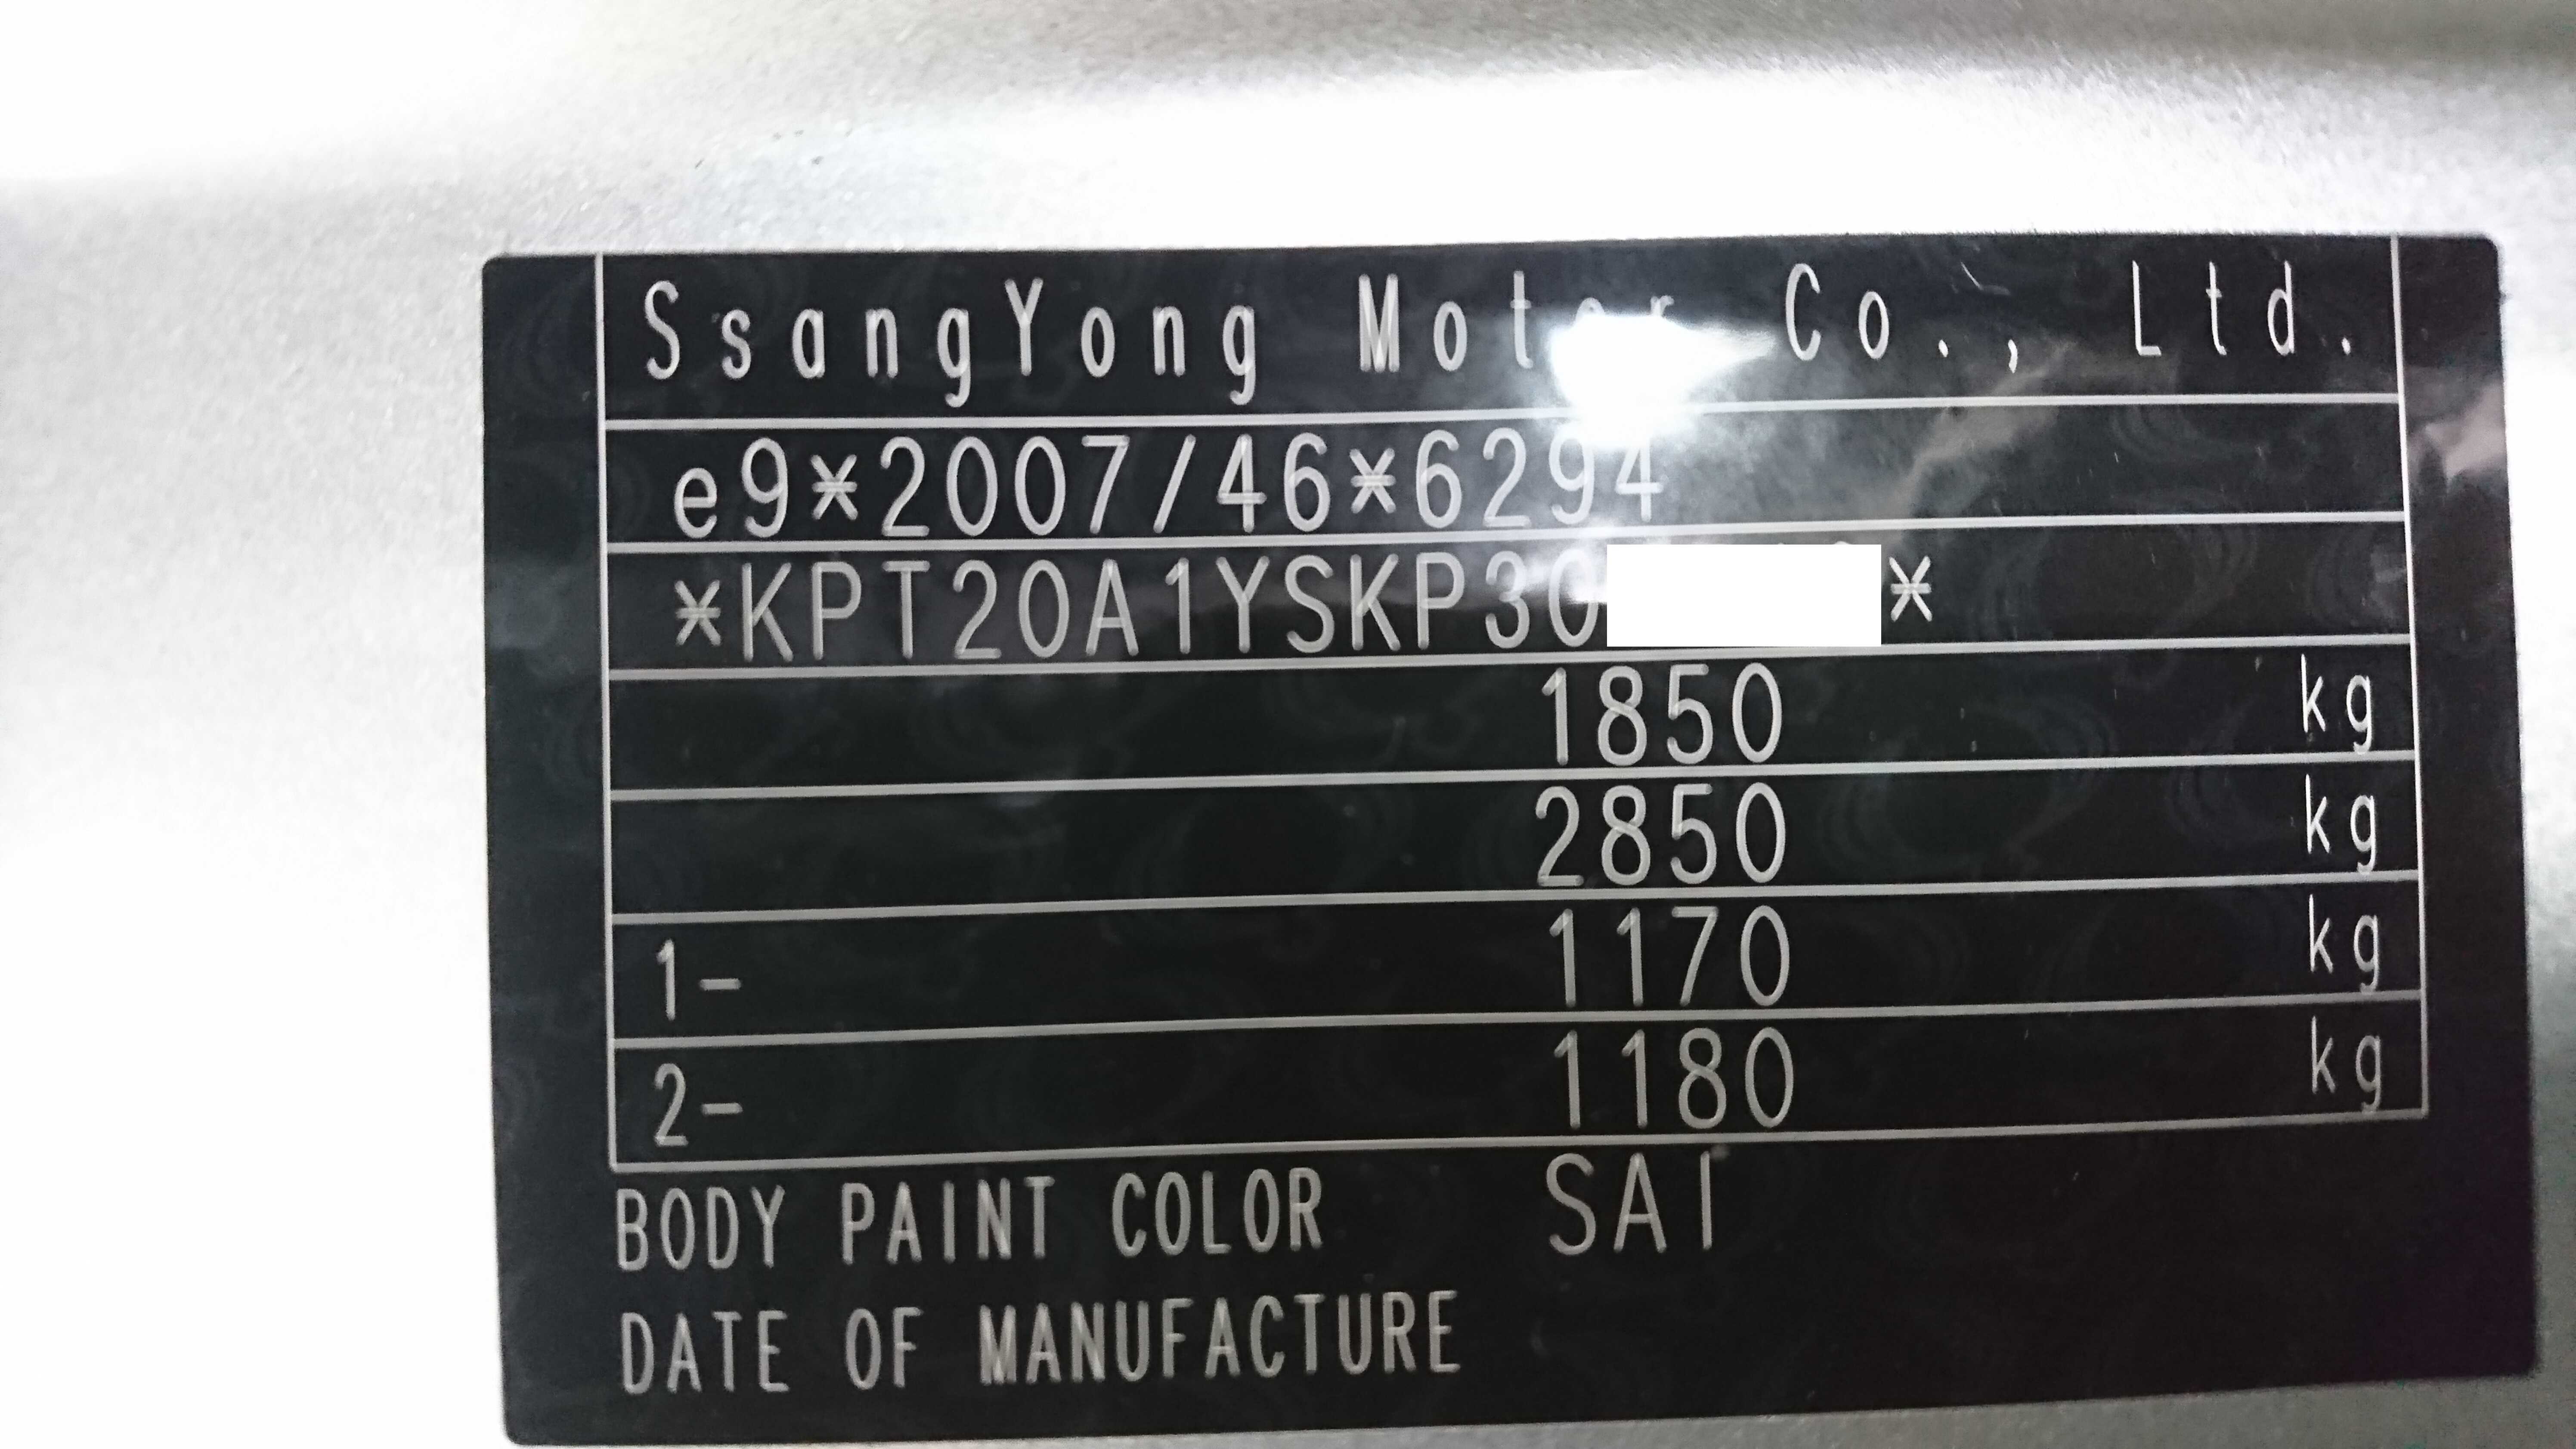 SsangYong Motor Co., Ltd.
e9*2007/46*6294
*KPT20A1YSKP30 *
1850 kg
2850 kg
1- 1170 kg
2- 1180 kg
BODY PAINT COLOR SAI
DATE OF MANUFACTURE